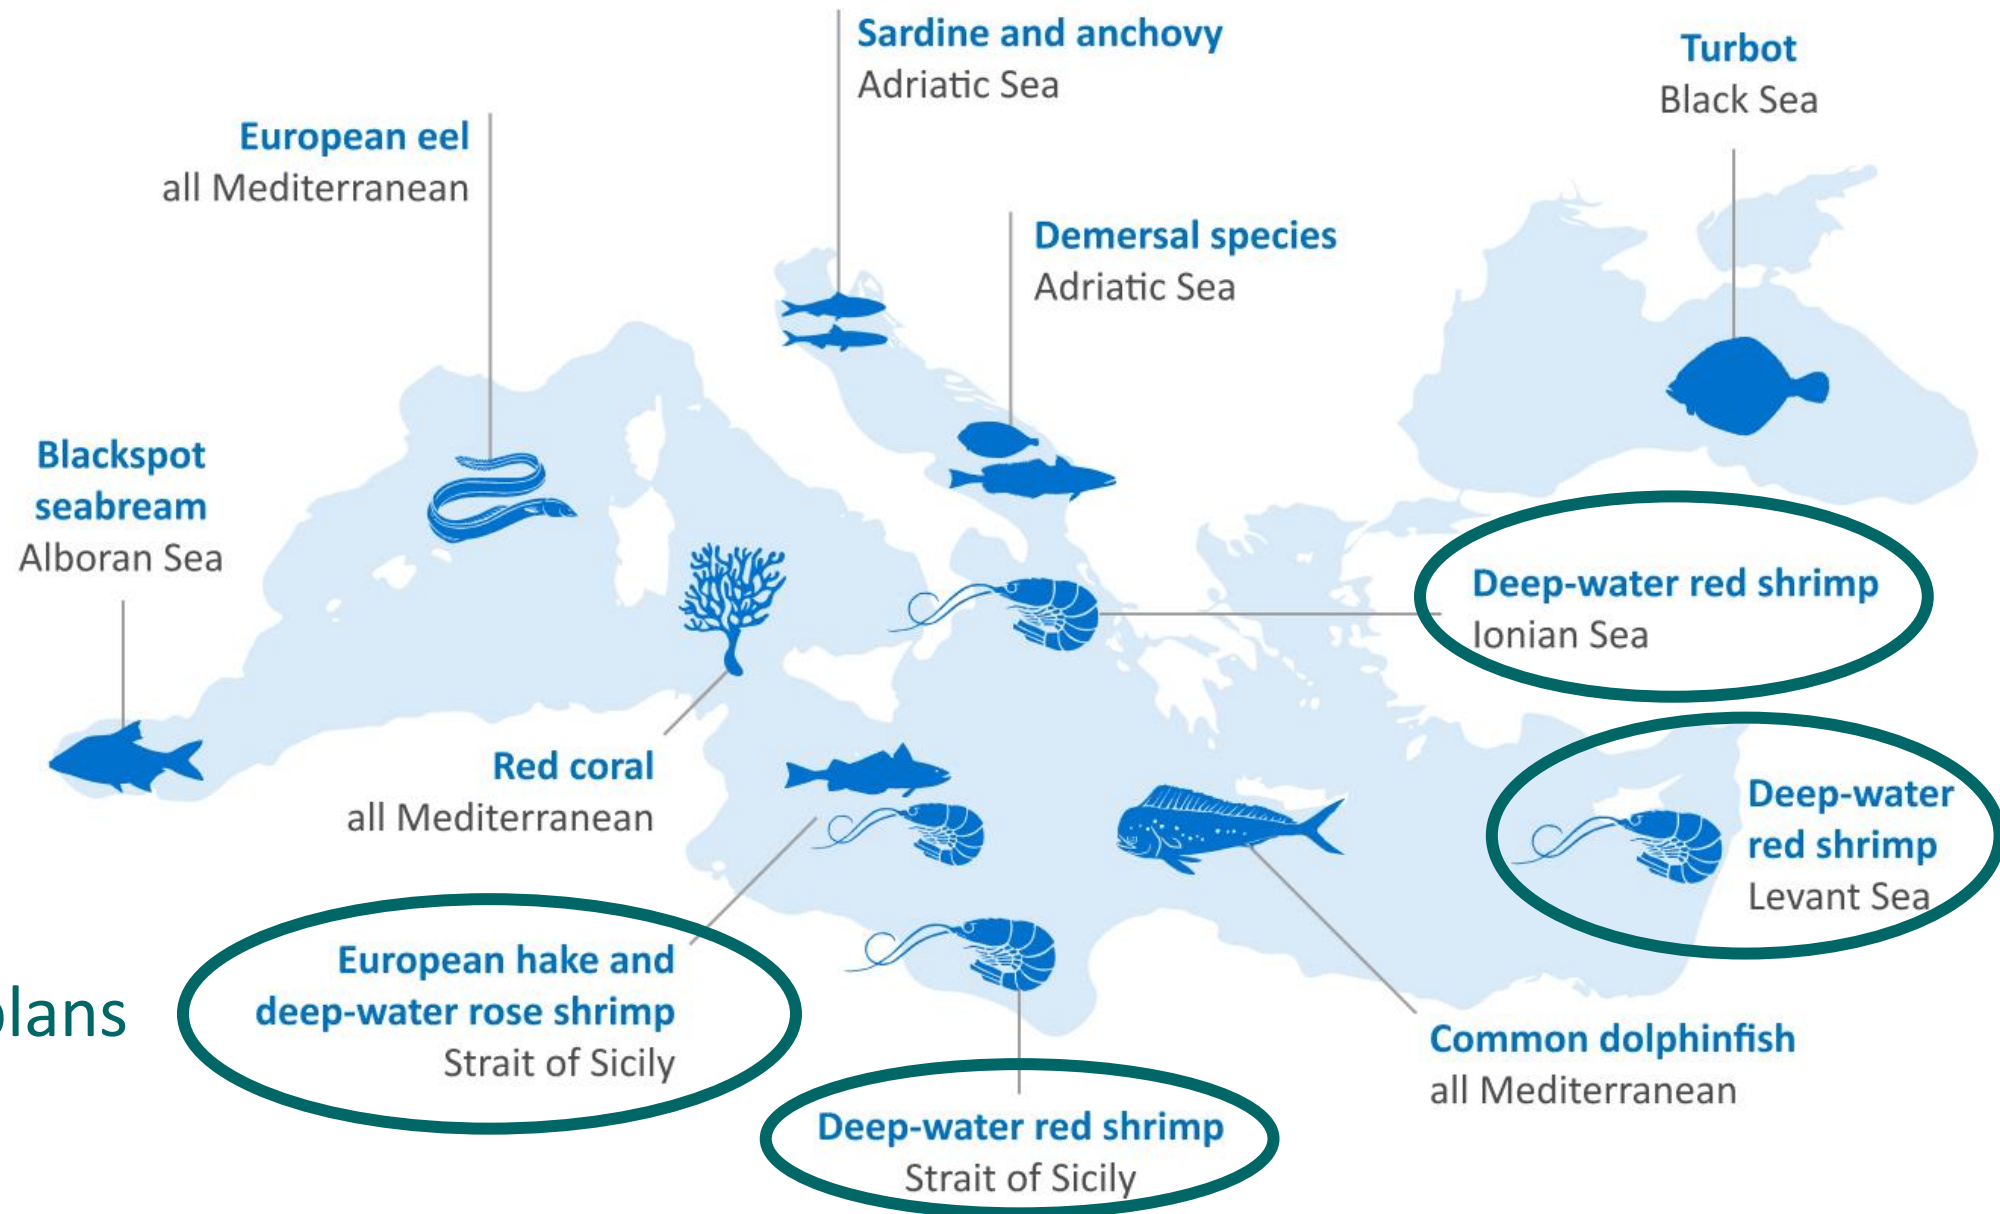 Sardine and anchovy
Adriatic Sea
Turbot
Black Sea
European eel
all Mediterranean
Demersal species
Adriatic Sea
Blackspot
seabream
Alboran Sea
Deep-water red shrimp
Ionian Sea
Red coral
all Mediterranean
Deep-water
red shrimp
Levant Sea
European hake and
deep-water rose shrimp
Strait of Sicily
plans
Common dolphinfish
all Mediterranean
Deep-water red shrimp
Strait of Sicily